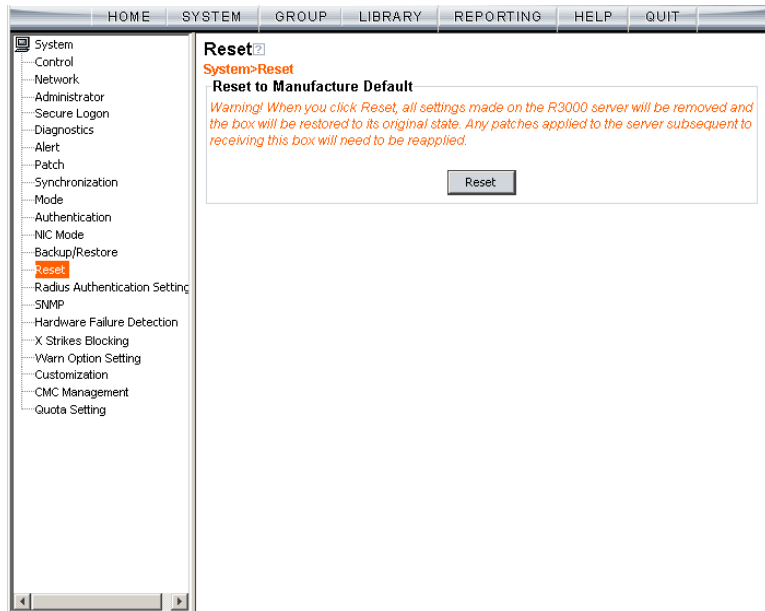 HOME SYSTEM GROUP LIBRARY REPORTING HELP QUIT
System
Control
Network
Administrator
Secure Logon
Diagnostics
Alert
Patch
Synchronization
Mode
Authentication
NIC Mode
Backup/Restore
Reset
Radius Authentication Setting
SNMP
Hardware Failure Detection
X Strikes Blocking
Warn Option Setting
Customization
CMC Management
Quota Setting
Reset ?
System>Reset
Reset to Manufacture Default
Warning! When you click Reset, all settings made on the R3000 server will be removed and
the box will be restored to its original state. Any patches applied to the server subsequent to
receiving this box will need to be reapplied.
Reset